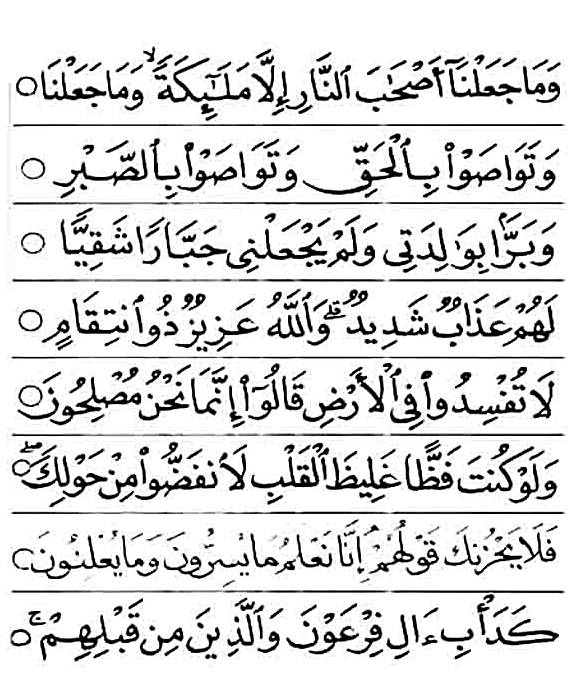 وَمَا جَعَلْنَآ أَصْحَٰبَ ٱلنَّارِ إِلَّا مَلَٰٓئِكَةً ۙ وَمَا جَعَلْنَا
وَتَوَاصَوْا۟ بِٱلْحَقِّ وَتَوَاصَوْا۟ بِٱلصَّبْرِ
وَبَرًّۢا بِوَٰلِدَتِى وَلَمْ يَجْعَلْنِى جَبَّارًا شَقِيًّا
لَهُمْ عَذَابٌ شَدِيدٌ ۗ وَٱللَّهُ عَزِيزٌ ذُو ٱنتِقَامٍ
لَا تُفْسِدُوا۟ فِى ٱلْأَرْضِ قَالُوٓا۟ إِنَّمَا نَحْنُ مُصْلِحُونَ
وَلَوْ كُنتَ فَظًّا غَلِيظَ ٱلْقَلْبِ لَٱنفَضُّوا۟ مِنْ حَوْلِكَ ۖ
فَلَا يَحْزُنكَ قَوْلُهُمْ ۘ إِنَّا نَعْلَمُ مَا يُسِرُّونَ وَمَا يُعْلِنُونَ
كَدَأْبِ ءَالِ فِرْعَوْنَ وَٱلَّذِينَ مِن قَبْلِهِمْ ۚ